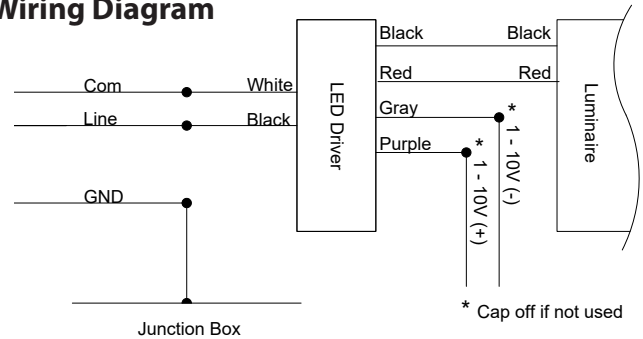 Wiring Diagram
Black Black
Com White Red Red
Line Black Gray * 1 - 10V (-)
LED Driver
Luminaire
Purple * 1 - 10V (+)
GND
* Cap off if not used
Junction Box